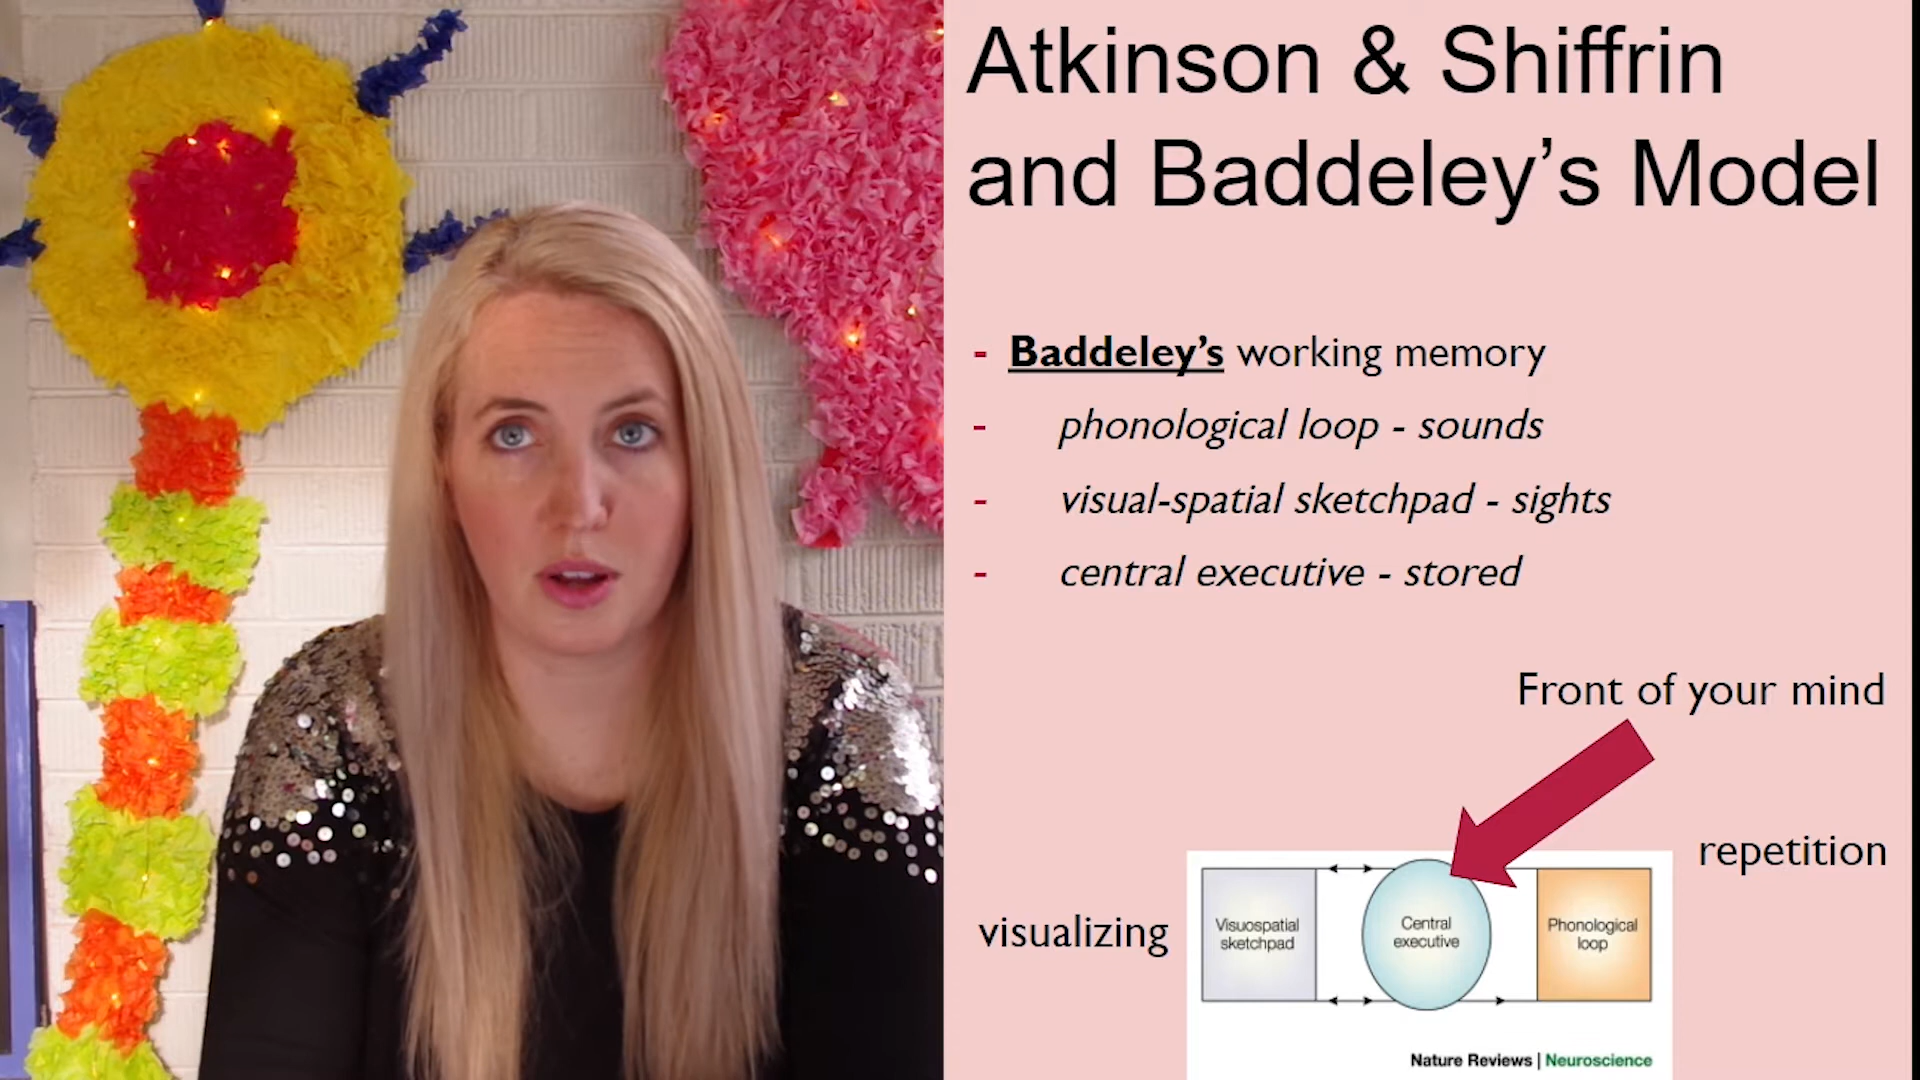 Atkinson & Shiffrin
and Baddeley’s Model
- Baddeley’s working memory
- phonological loop - sounds
- visual-spatial sketchpad - sights
- central executive - stored
Front of your mind
repetition
visualizing
Visuospatial
sketchpad
Central
executive
Phonological
loop
Nature Reviews | Neuroscience